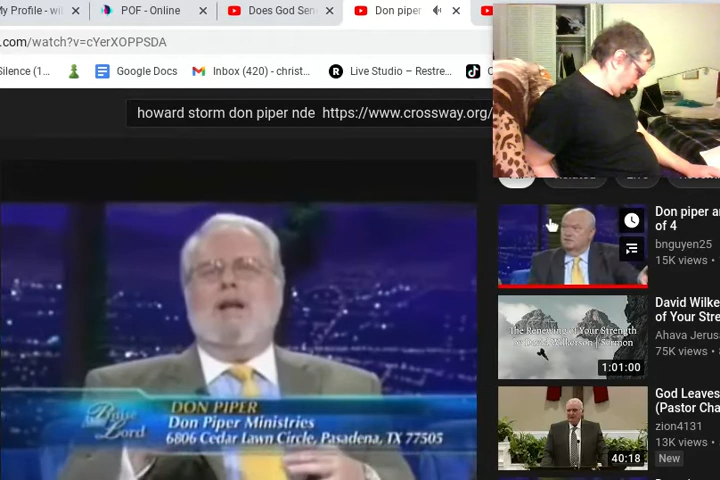 My Profile - wi
POF - Online
Does God Sen
Don piper
.com/watch?v=cYerXOPPSDA
Silence (1...
Google Docs
Inbox (420) - christ...
Live Studio – Restre...
howard storm don piper nde https://www.crossway.org/
Don piper a
of 4
bnguyen25
15K views •
David Wilke
of Your Stre
Ahava Jerus
75K views •
The Renewing of Your Strength
by David Wilkerson | Sermon
1:01:00
God Leaves
(Pastor Cha
zion4131
13K views •
New
40:18
Praise
the
Lord
DON PIPER
Don Piper Ministries
6806 Cedar Lawn Circle, Pasadena, TX 77505